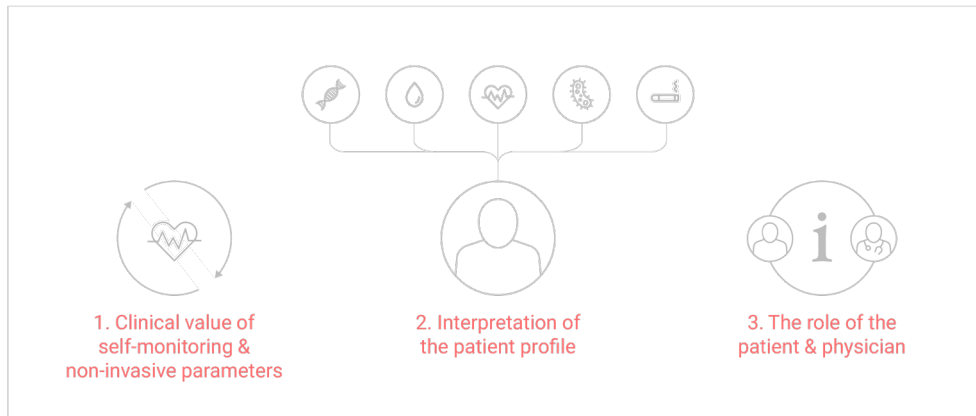 i
1. Clinical value of
self-monitoring &
non-invasive parameters
2. Interpretation of
the patient profile
3. The role of the
patient & physician